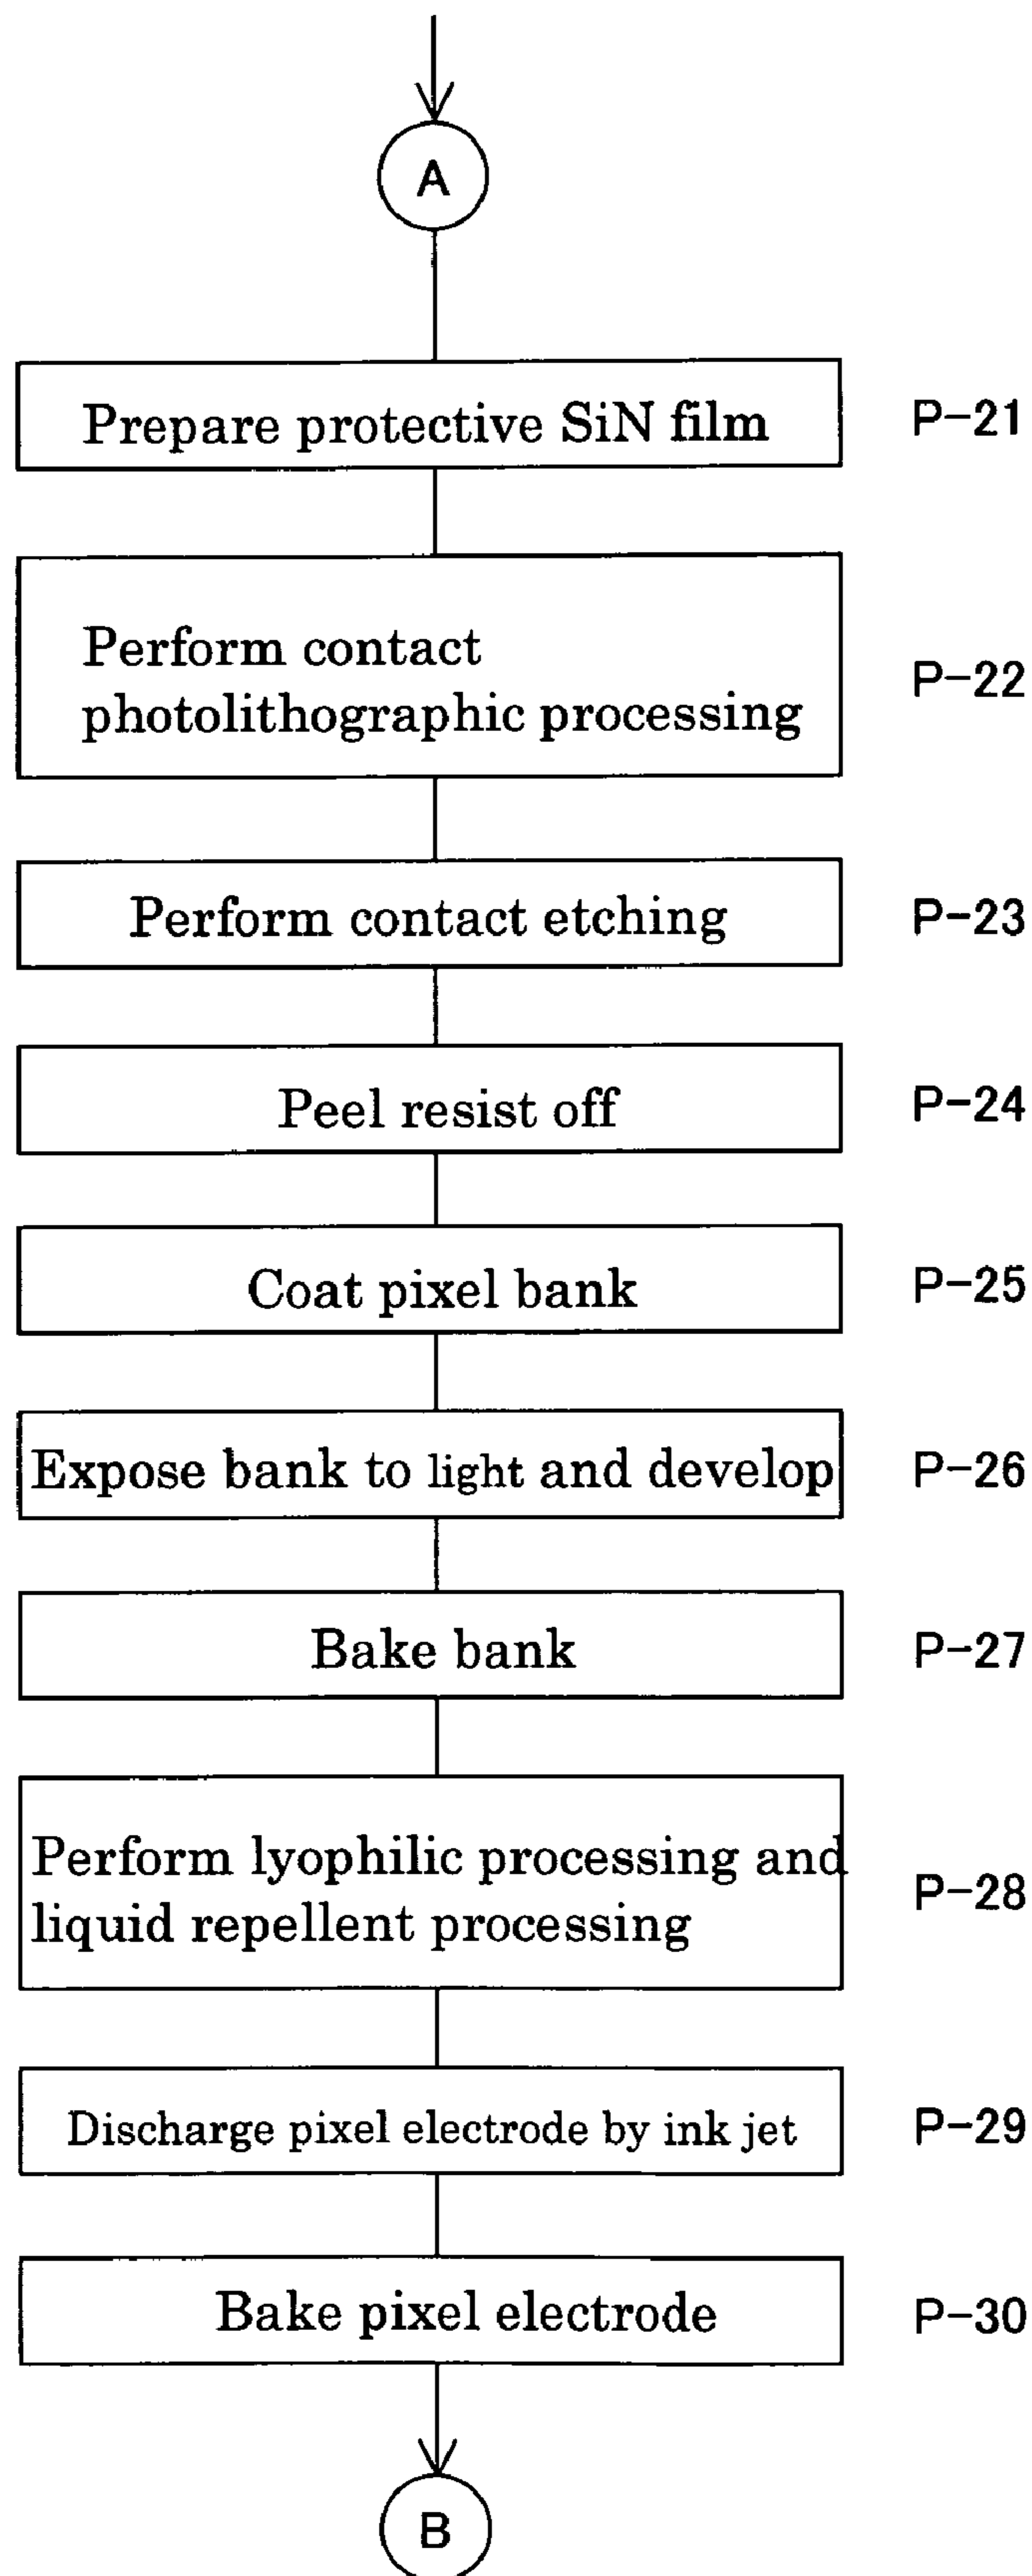 A
Prepare protective SiN film P-21
Perform contact
photolithographic processing P-22
Perform contact etching P-23
Peel resist off P-24
Coat pixel bank P-25
Expose bank to light and develop P-26
Bake bank P-27
Perform lyophilic processing and
liquid repellent processing P-28
Discharge pixel electrode by ink jet P-29
Bake pixel electrode P-30
B